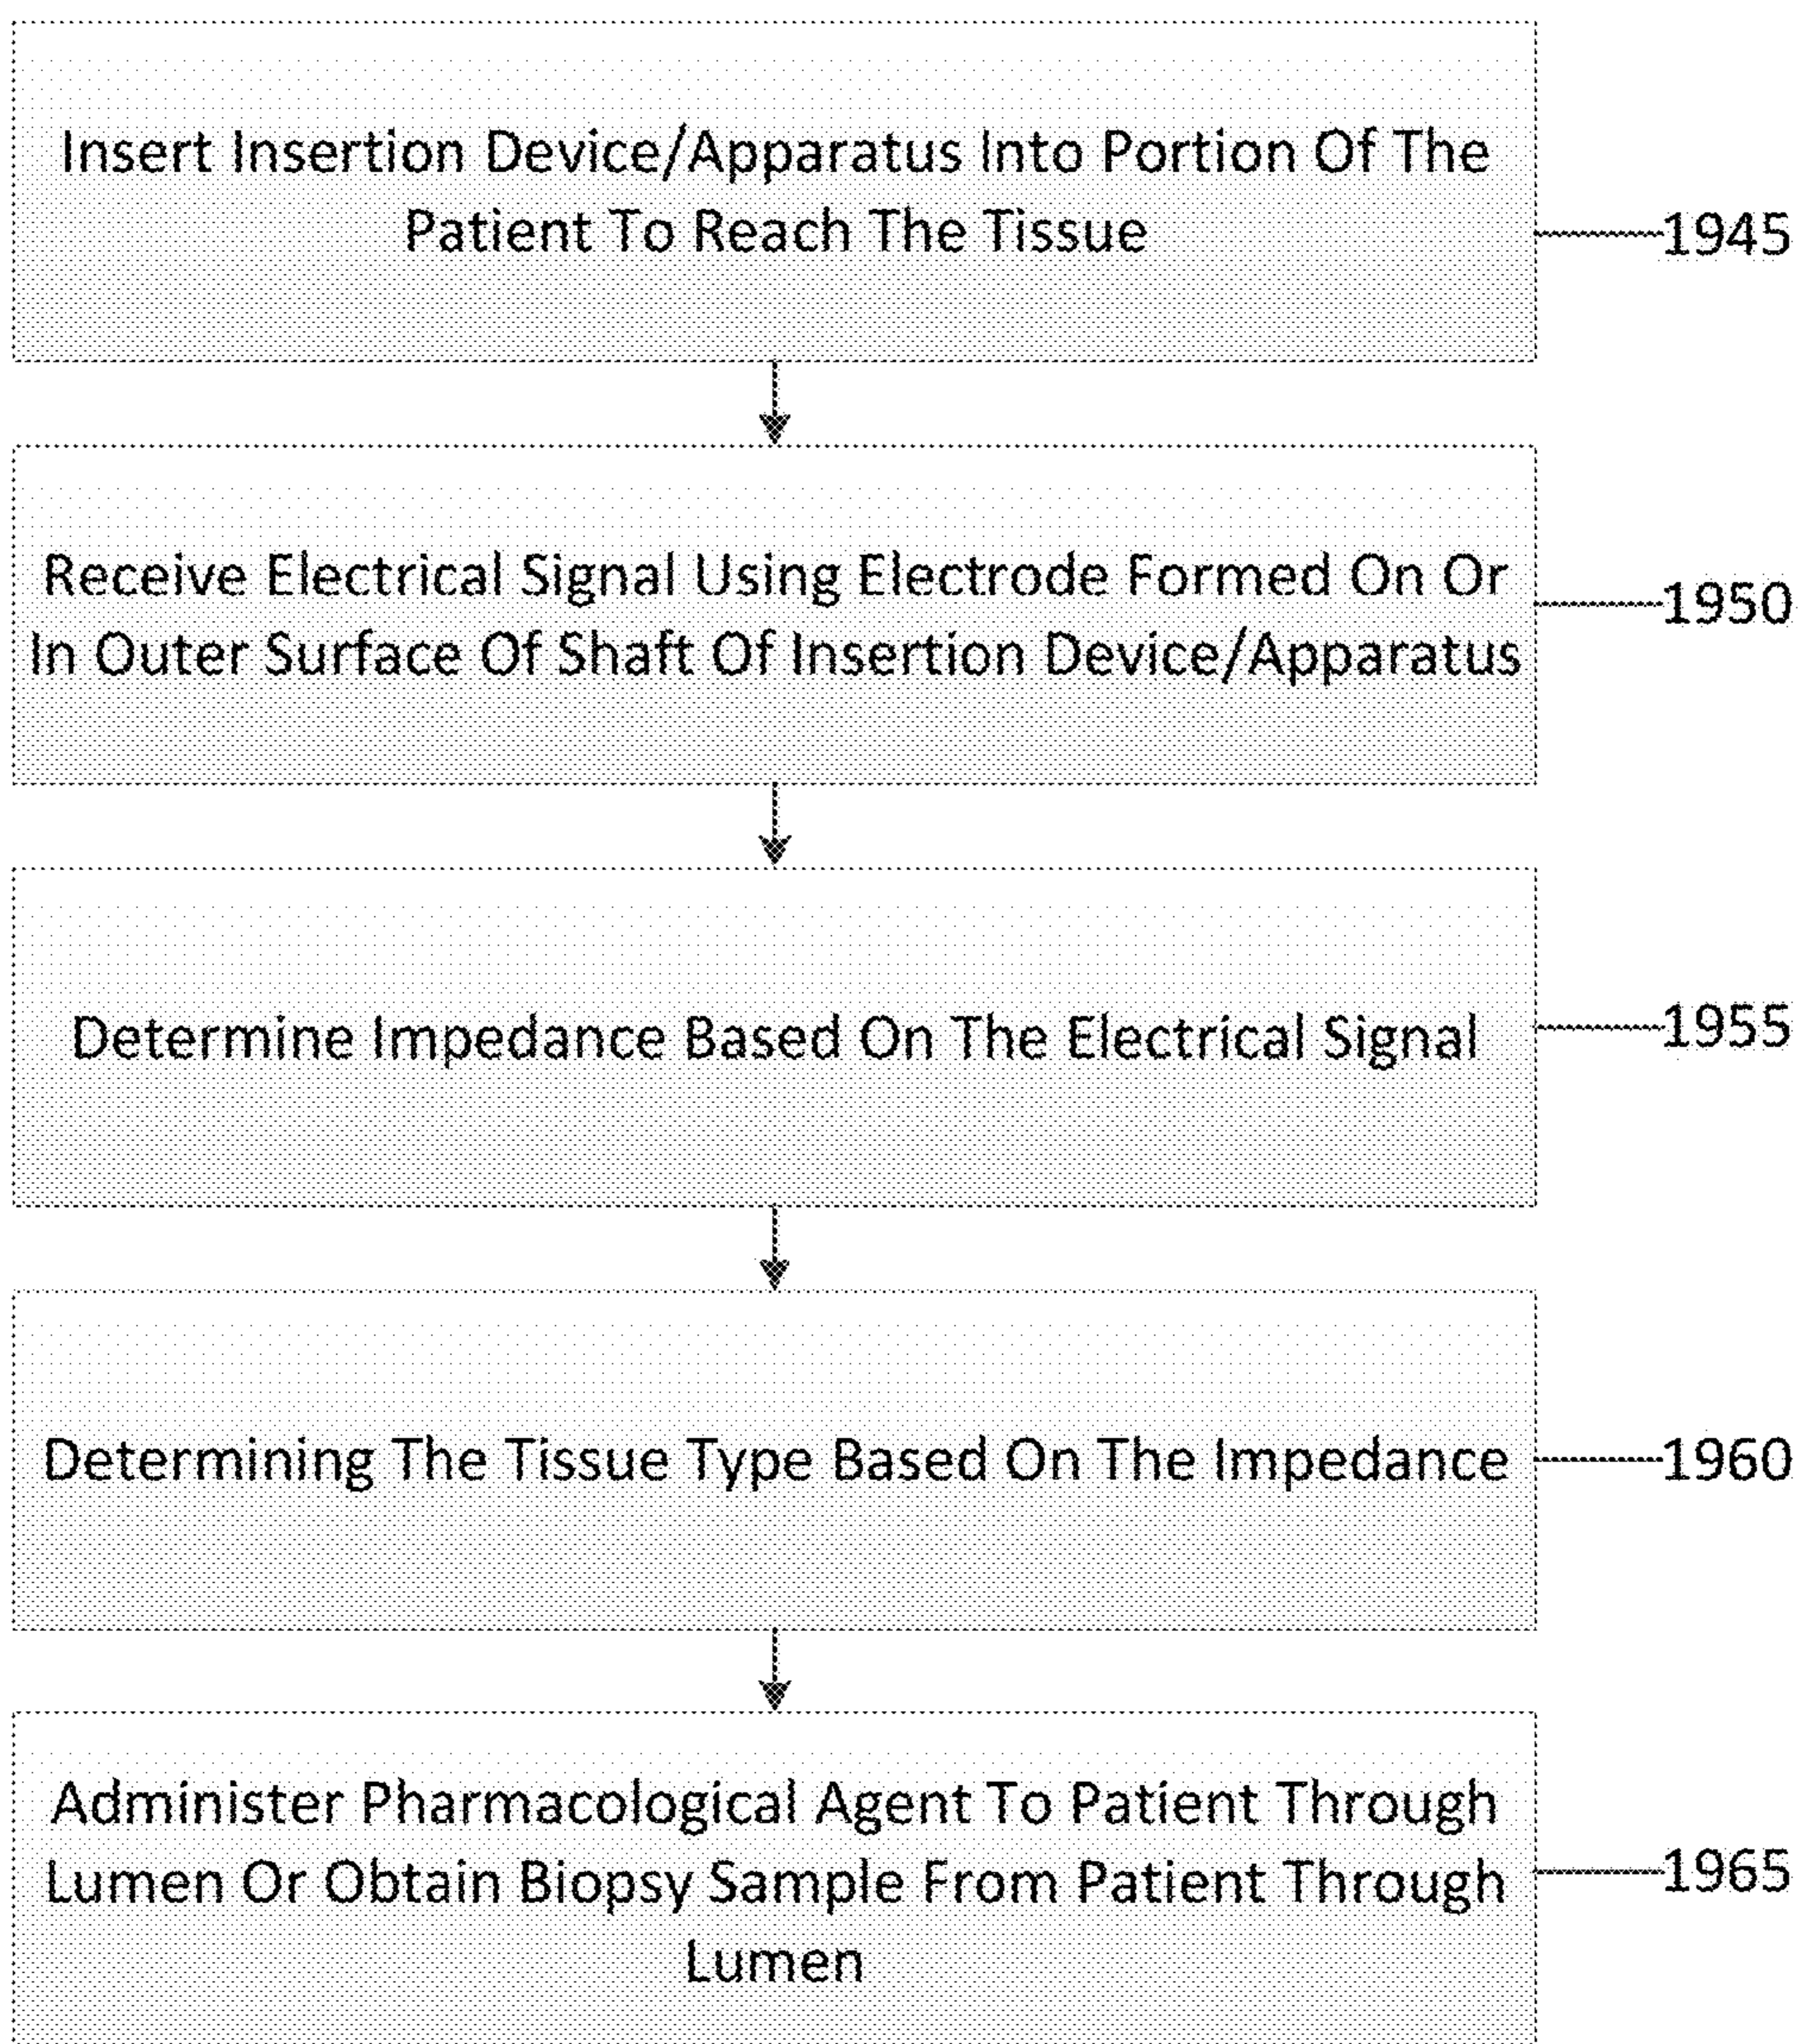 Insert Insertion Device/Apparatus Into Portion Of The
Patient To Reach The Tissue
1945
Receive Electrical Signal Using Electrode Formed On Or
In Outer Surface Of Shaft Of Insertion Device/Apparatus
1950
Determine Impedance Based On The Electrical Signal
1955
Determining The Tissue Type Based On The Impedance
1960
Administer Pharmacological Agent To Patient Through
Lumen Or Obtain Biopsy Sample From Patient Through
Lumen
1965